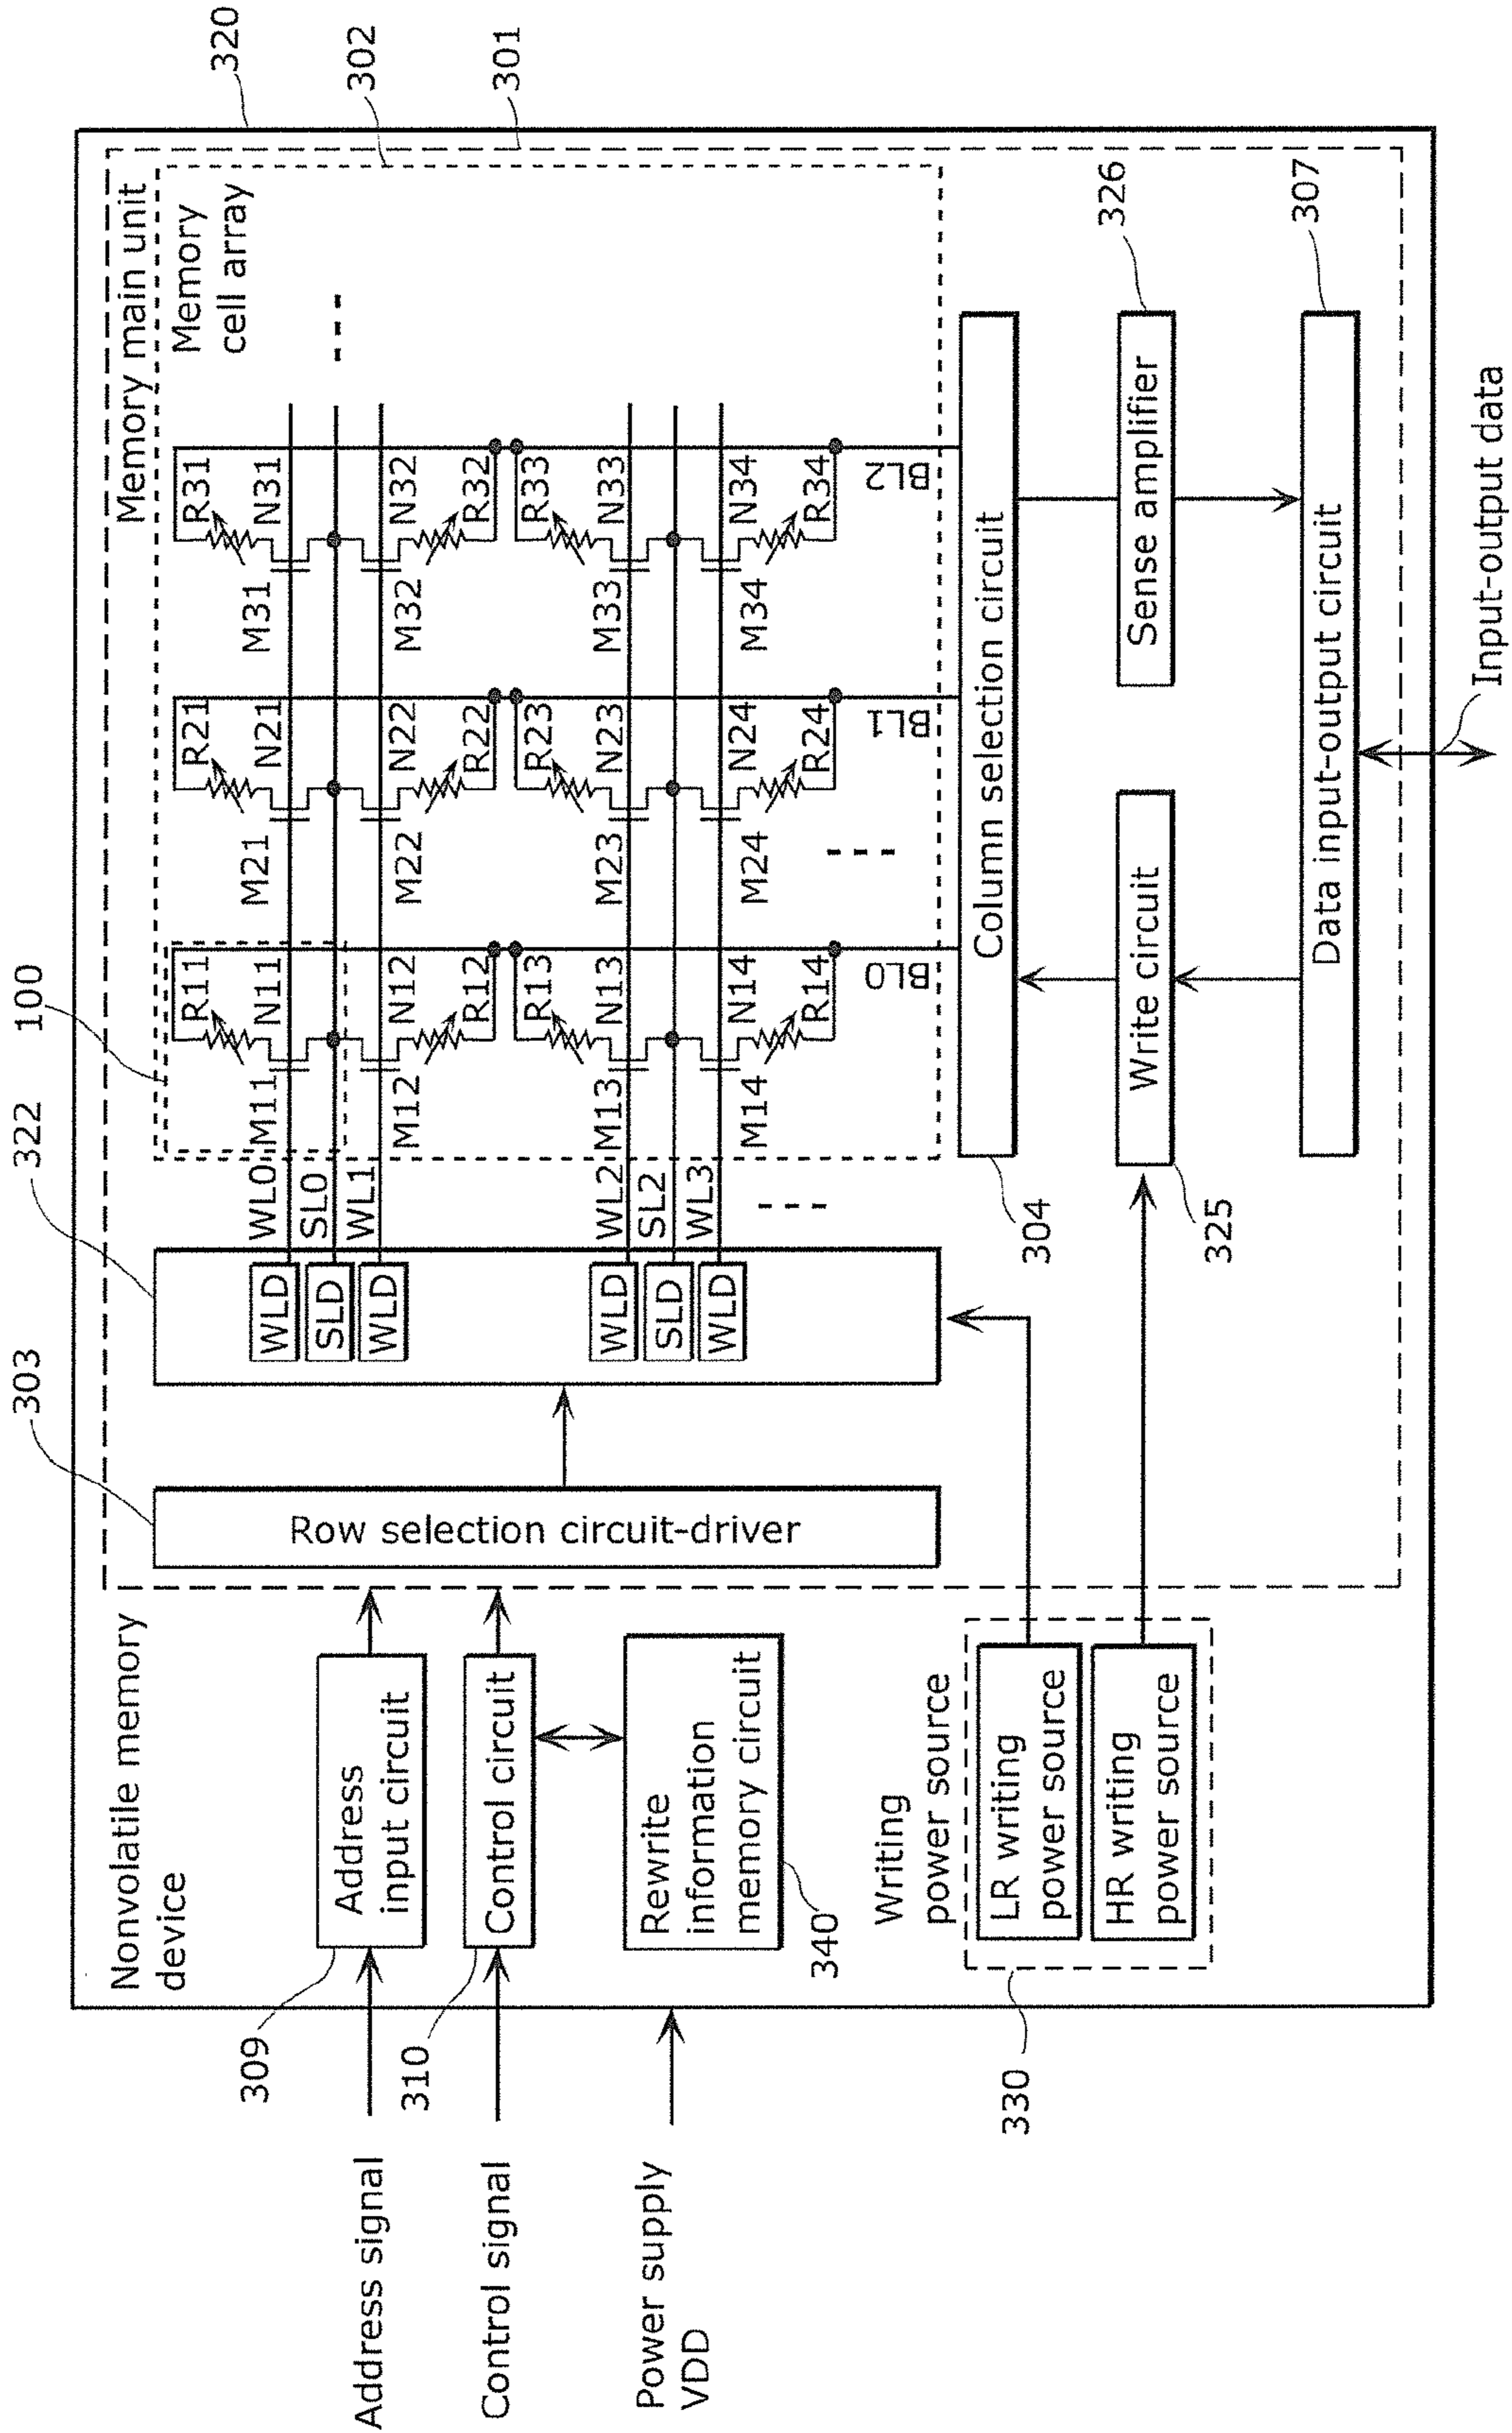 320
302
301
100
322
303
Nonvolatile memory
device
Memory main unit
Memory
cell array
Address signal
309
Address
input circuit
Control signal
310
Control circuit
Rewrite
information
memory circuit
340
Power supply
VDD
Row selection circuit-driver
WLD
SLD
WLD
WLD
SLD
WLD
WL0
SL0
WL1
WL2
SL2
WL3
R11
R21
R31
N11
N21
N31
M11
M21
M31
N12
N22
N32
M12
M22
M32
R12
R22
R32
R13
R23
R33
N13
N23
N33
M13
M23
M33
N14
N24
N34
M14
M24
M34
R14
R24
R34
BL0
BL1
BL2
Writing
power source
LR writing
power source
HR writing
power source
330
304
Column selection circuit
325
Write circuit
Sense amplifier
326
Data input-output circuit
307
Input-output data